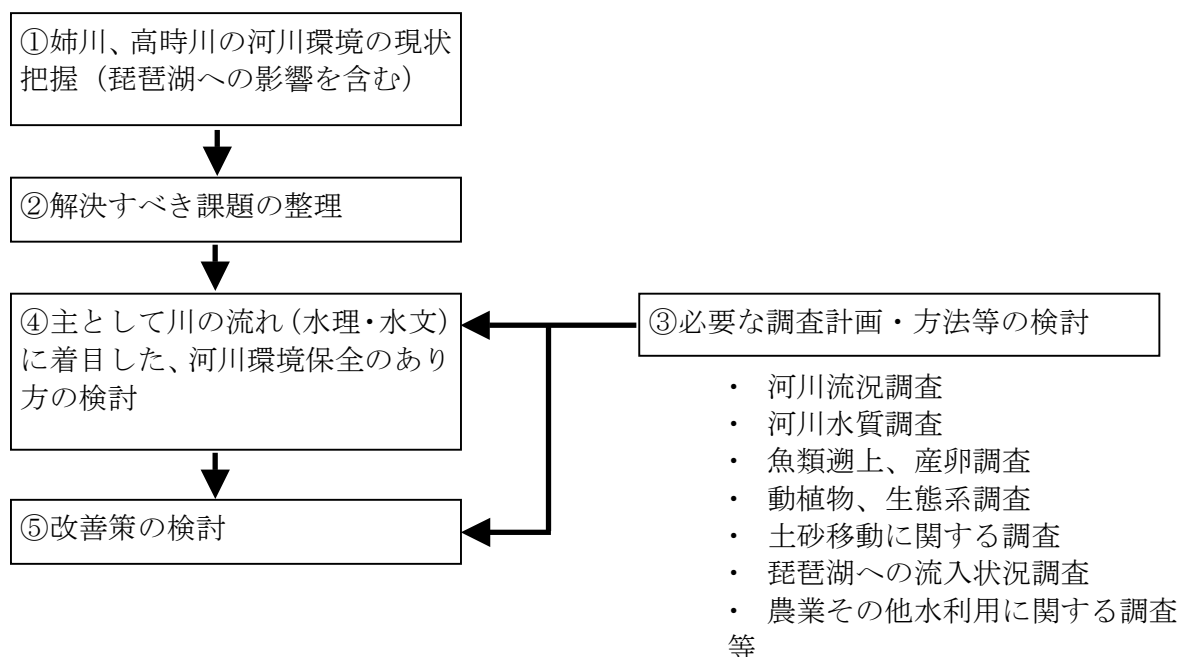 ①姉川、高時川の河川環境の現状
把握（琵琶湖への影響を含む）
②解決すべき課題の整理
④主として川の流れ（水理・水文）
に着目した、河川環境保全のあり
方の検討
⑤改善策の検討
③必要な調査計画・方法等の検討
・ 河川流況調査
・ 河川水質調査
・ 魚類遡上、産卵調査
・ 動植物、生態系調査
・ 土砂移動に関する調査
・ 琵琶湖への流入状況調査
・ 農業その他水利用に関する調査
等